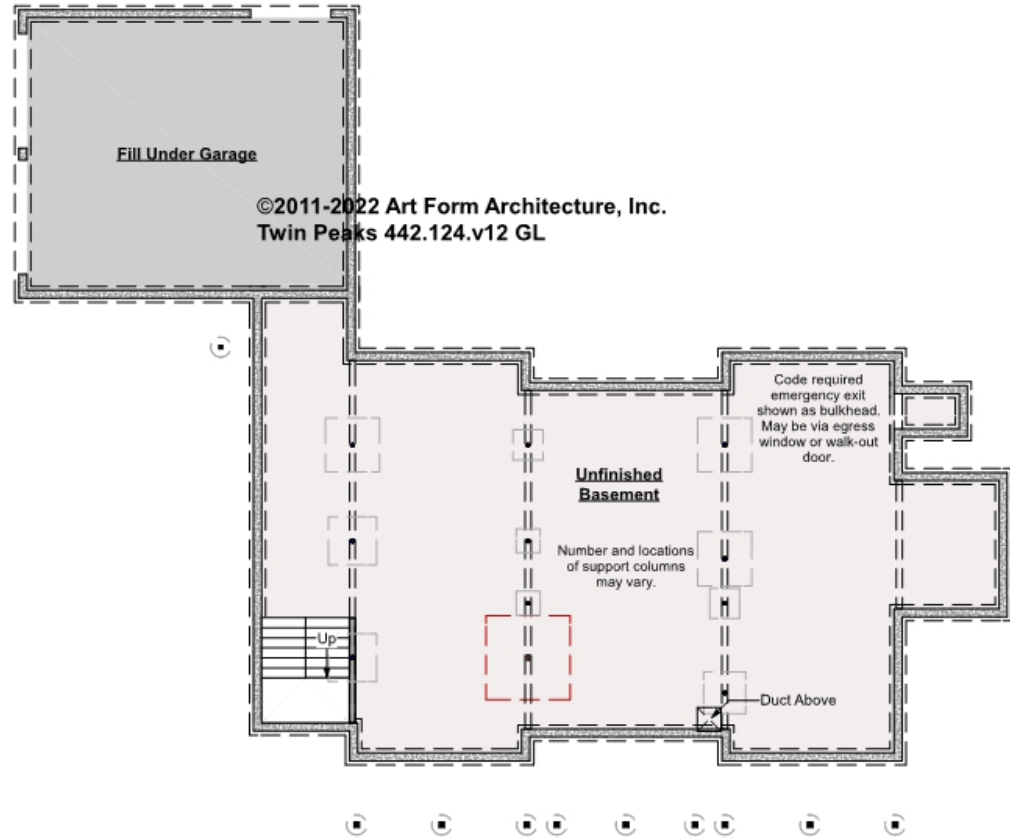 Fill Under Garage
©2011-2022 Art Form Architecture, Inc.
Twin Peaks 442.124.v12 GL
Code required
emergency exit
shown as bulkhead.
May be via egress
window or walk-out
door.
Unfinished
Basement
Number and locations
of support columns
may vary.
Up
Duct Above